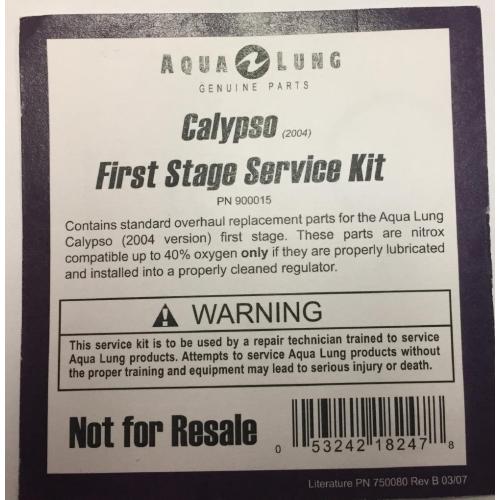 AQUA LUNG
GENUINE PARTS
Calypso (2004)
First Stage Service Kit
PN 900015
Contains standard overhaul replacement parts for the Aqua Lung
Calypso (2004 version) first stage. These parts are nitrox
compatible up to 40% oxygen only if they are properly lubricated
and installed into a properly cleaned regulator.
WARNING
This service kit is to be used by a repair technician trained to service
Aqua Lung products. Attempts to service Aqua Lung products without
the proper training and equipment may lead to serious injury or death.
Not for Resale
0 53242 18247 8
Literature PN 750080 Rev B 03/07